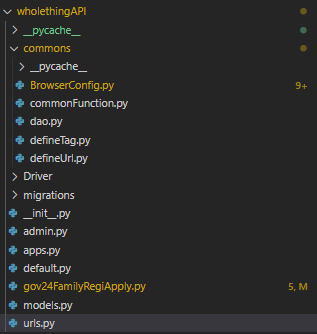 wholethingAPI
__pycache__
commons
__pycache__
BrowserConfig.py 9+
commonFunction.py
dao.py
defineTag.py
defineUrl.py
Driver
migrations
__init__.py
admin.py
apps.py
default.py
gov24FamilyRegiApply.py 5, M
models.py
urls.py